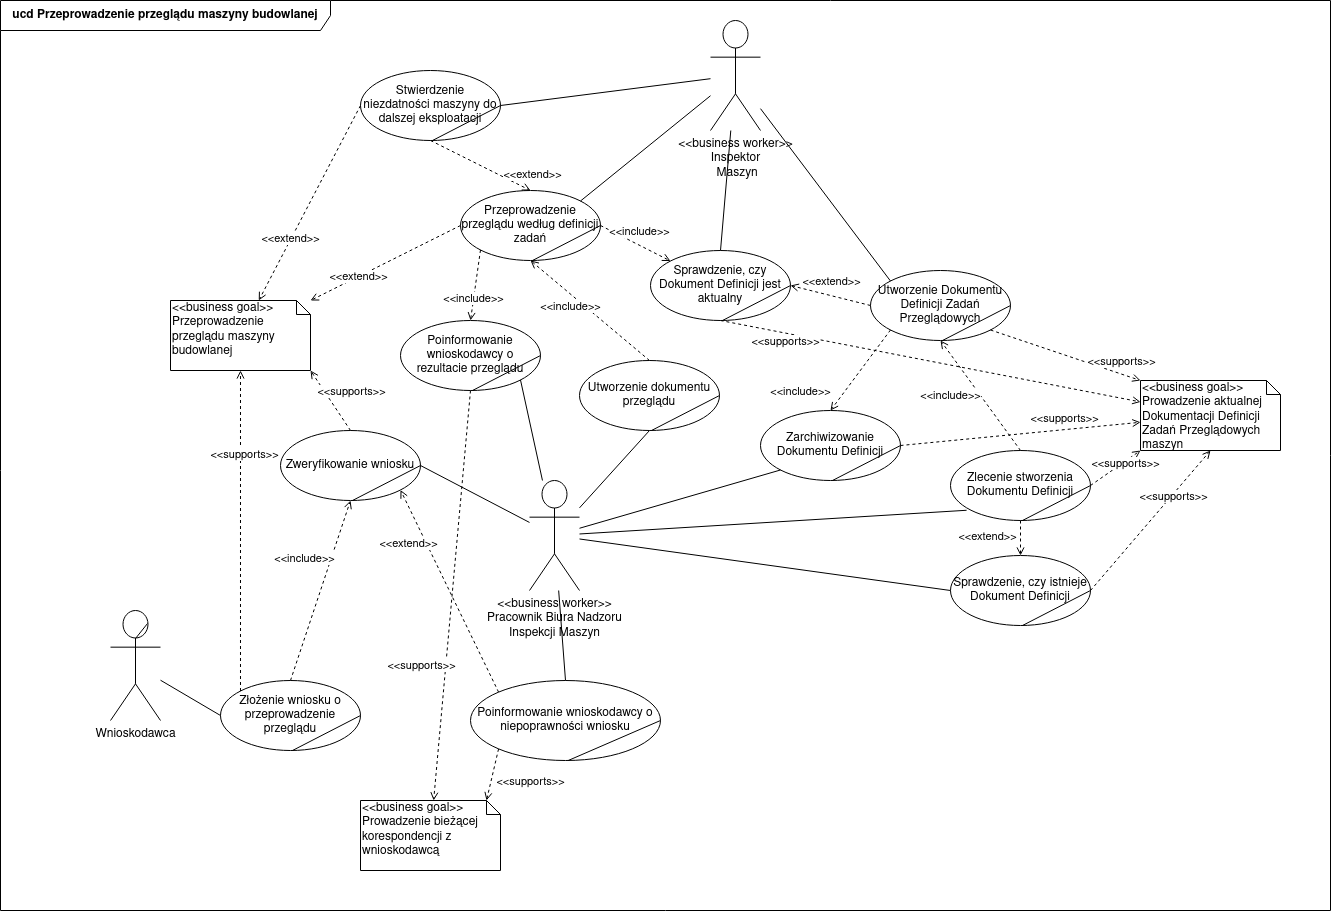 ucd Przeprowadzenie przeglądu maszyny budowlanej
Stwierdzenie
niezdatności maszyny do
dalszej eksploatacji
<<business worker>>
Inspektor
Maszyn
<<extend>>
Przeprowadzenie
przeglądu według definicji
zadań
<<include>>
<<extend>>
<<extend>>
Sprawdzenie, czy
Dokument Definicji jest
aktualny
<<extend>>
Utworzenie Dokumentu
Definicji Zadań
Przeglądowych
<<business goal>>
Przeprowadzenie
przeglądu maszyny
budowlanej
<<include>>
<<include>>
Poinformowanie
wnioskodawcy o
rezultacie przeglądu
<<supports>>
<<supports>>
Utworzenie dokumentu
przeglądu
<<supports>>
<<include>>
<<include>>
<<business goal>>
Prowadzenie aktualnej
Dokumentacji Definicji
Zadań Przeglądowych
maszyn
<<supports>>
Zarchiwizowanie
Dokumentu Definicji
<<supports>>
Zweryfikowanie wniosku
<<supports>>
Zlecenie stworzenia
Dokumentu Definicji
<<supports>>
<<extend>>
<<extend>>
<<include>>
Sprawdzenie, czy istnieje
Dokument Definicji
<<business worker>>
Pracownik Biura Nadzoru
Inspekcji Maszyn
<<supports>>
Wnioskodawca
Złożenie wniosku o
przeprowadzenie
przeglądu
Poinformowanie wnioskodawcy o
niepoprawności wniosku
<<supports>>
<<business goal>>
Prowadzenie bieżącej
korespondencji z
wnioskodawcą